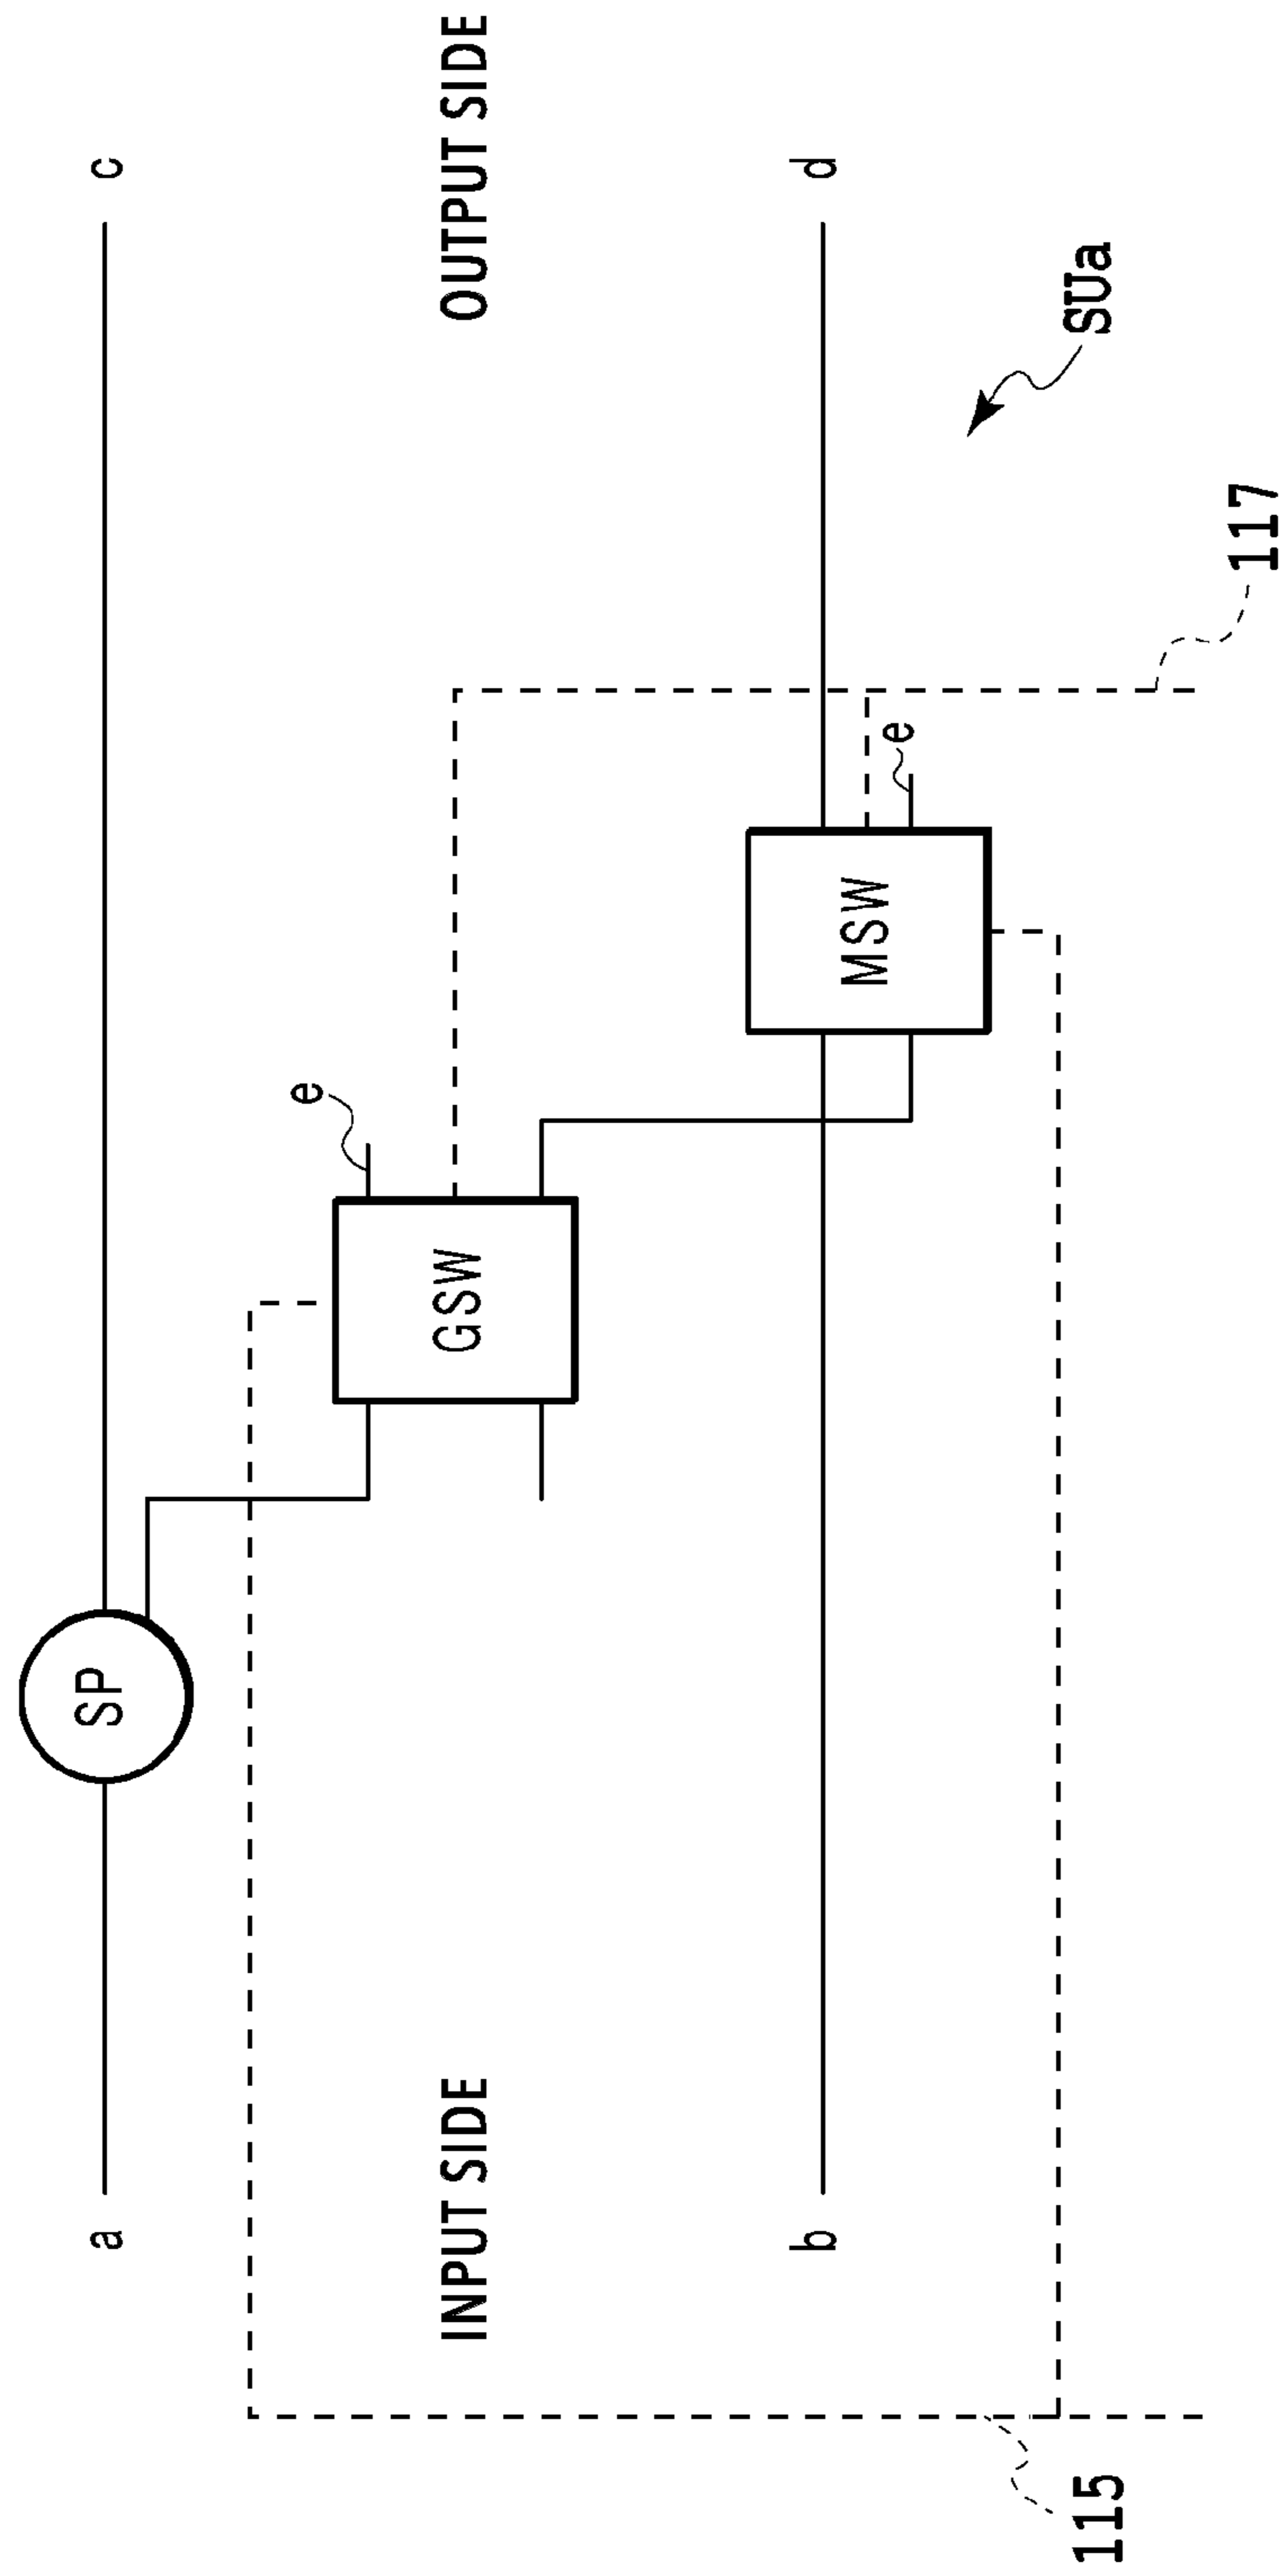 a
SP
c
INPUT SIDE
e
GSW
OUTPUT SIDE
b
MSW
e
d
SUa
115
117